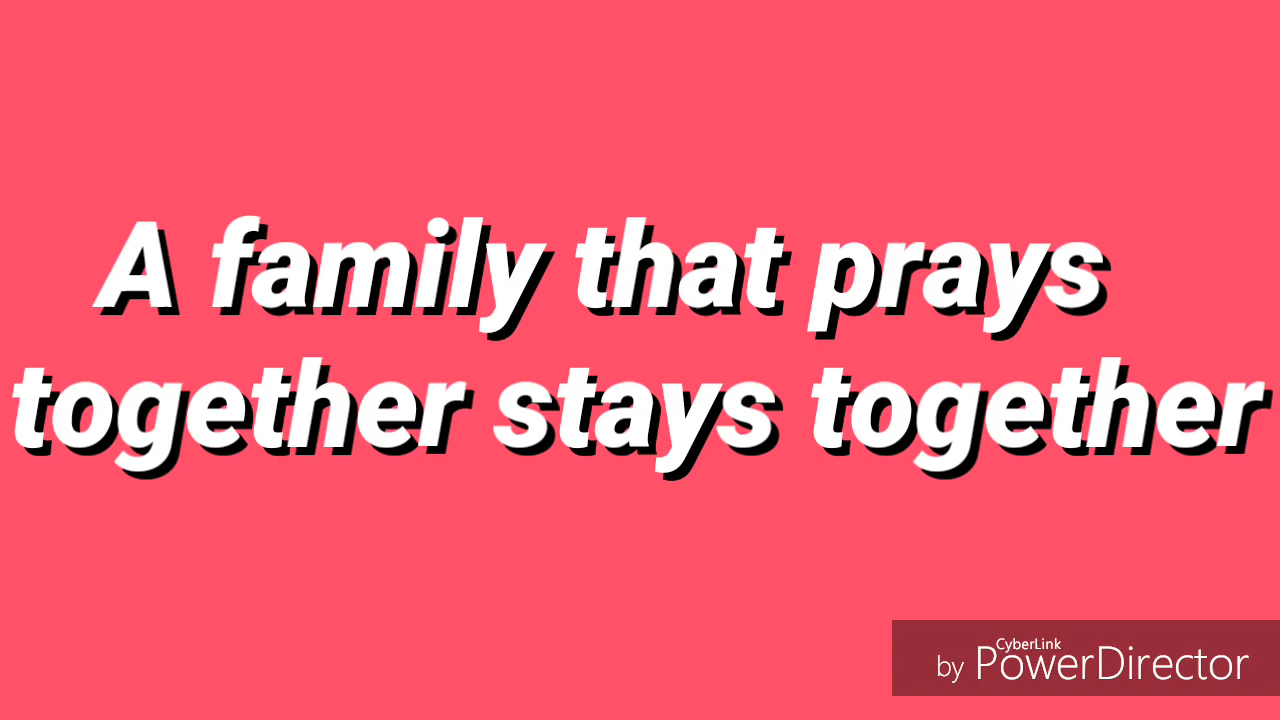 A family that prays
together stays together
CyberLink
by PowerDirector